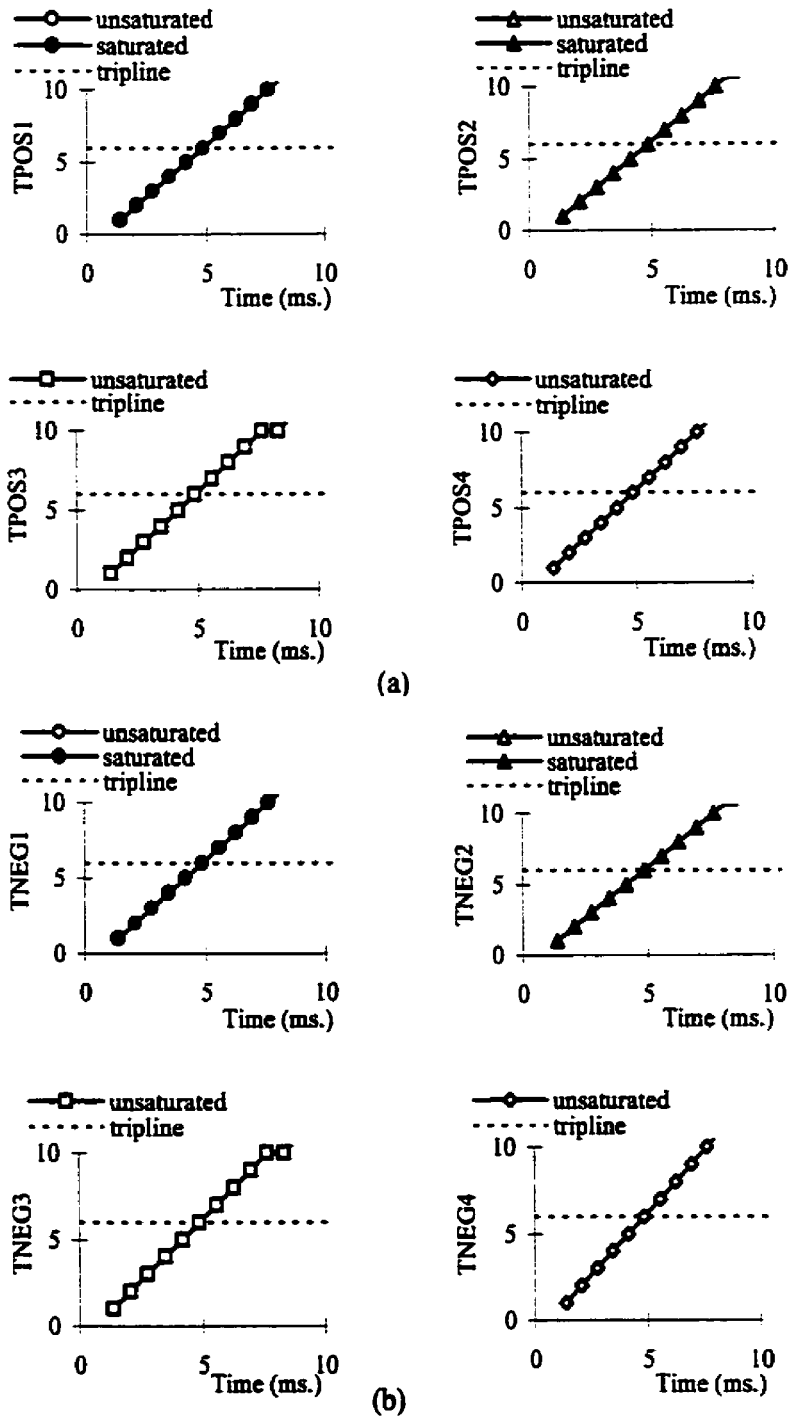 unsaturated
saturated
tripline
10
5
0
TPOS1
0 5 10
Time (ms.)
unsaturated
saturated
tripline
10
5
0
TPOS2
0 5 10
Time (ms.)
unsaturated
tripline
10
5
0
TPOS3
0 5 10
Time (ms.)
unsaturated
tripline
10
5
0
TPOS4
0 5 10
Time (ms.)
(a)
unsaturated
saturated
tripline
10
5
0
TNEG1
0 5 10
Time (ms.)
unsaturated
saturated
tripline
10
5
0
TNEG2
0 5 10
Time (ms.)
unsaturated
tripline
10
5
0
TNEG3
0 5 10
Time (ms.)
unsaturated
tripline
10
5
0
TNEG4
0 5 10
Time (ms.)
(b)